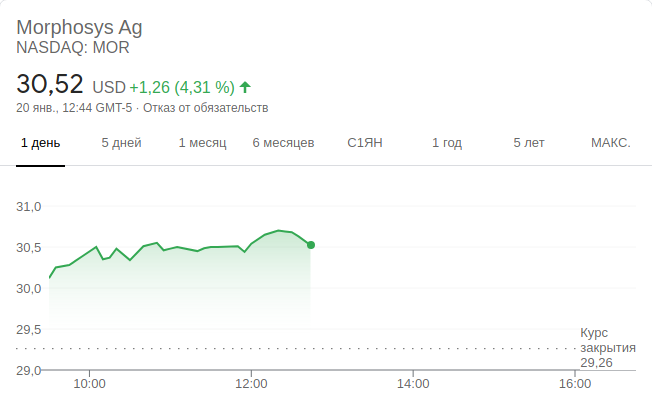 Morphosys Ag
NASDAQ: MOR
30,52 USD +1,26 (4,31 %)
20 янв., 12:44 GMT-5 · Отказ от обязательств
1 день 5 дней 1 месяц 6 месяцев С1ЯН 1 год 5 лет МАКС.
31,0
30,5
30,0
29,5
Курс
закрытия
29,26
29,0
10:00 12:00 14:00 16:00